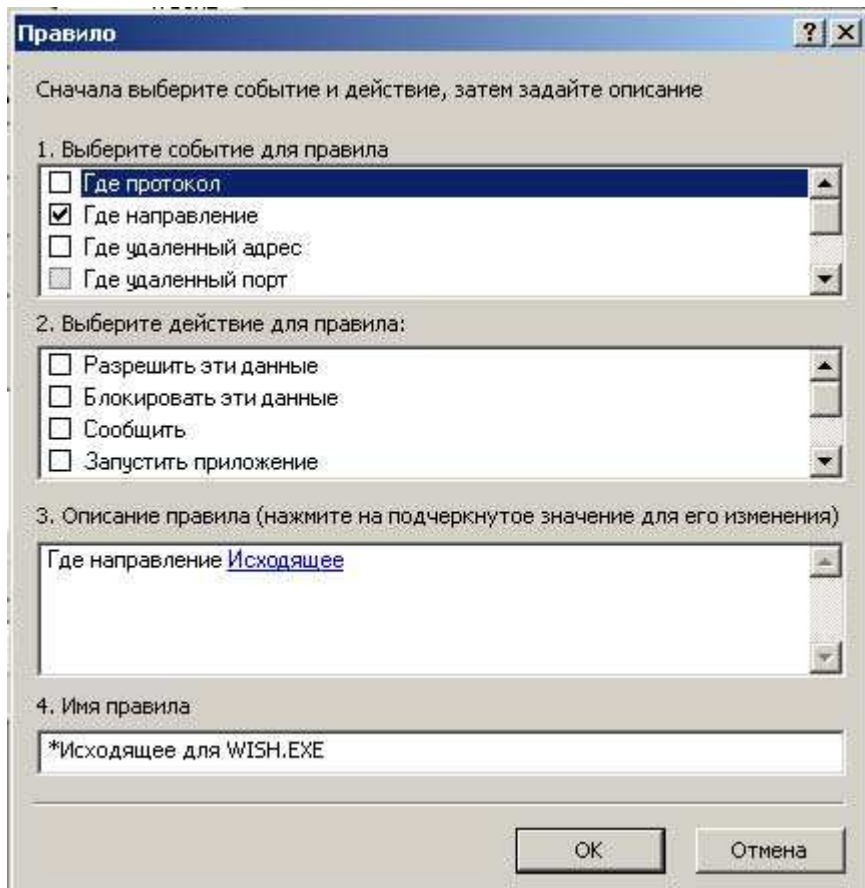 Правило
Сначала выберите событие и действие, затем задайте описание
1. Выберите событие для правила
Где протокол
Где направление
Где удаленный адрес
Где удаленный порт
2. Выберите действие для правила:
Разрешить эти данные
Блокировать эти данные
Сообщить
Запустить приложение
3. Описание правила (нажмите на подчеркнутое значение для его изменения)
Где направление Исходящее
4. Имя правила
*Исходящее для WISH.EXE
OK
Отмена